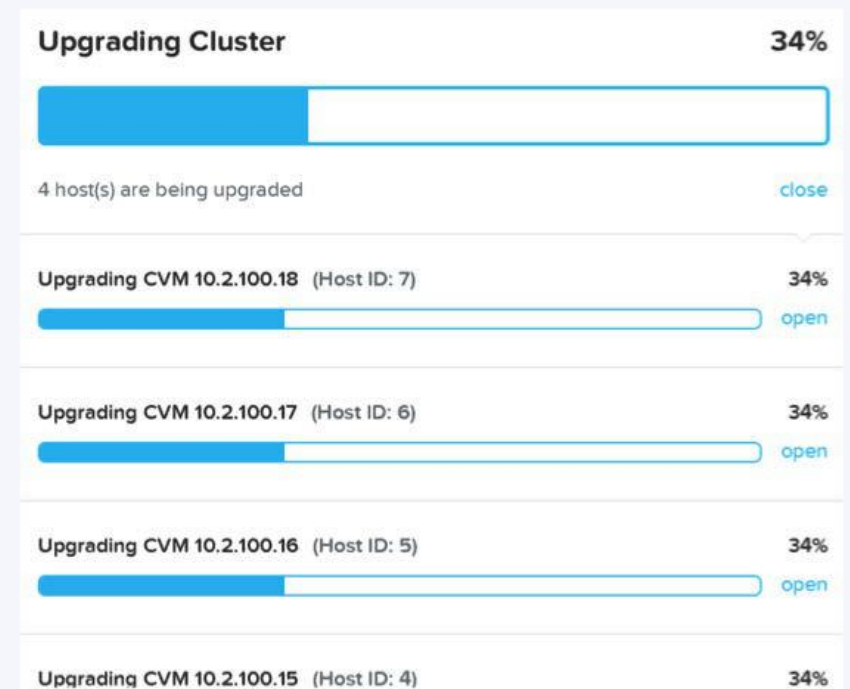 Upgrading Cluster 34%
4 host(s) are being upgraded close
Upgrading CVM 10.2.100.18 (Host ID: 7) 34%
open
Upgrading CVM 10.2.100.17 (Host ID: 6) 34%
open
Upgrading CVM 10.2.100.16 (Host ID: 5) 34%
open
Upgrading CVM 10.2.100.15 (Host ID: 4) 34%